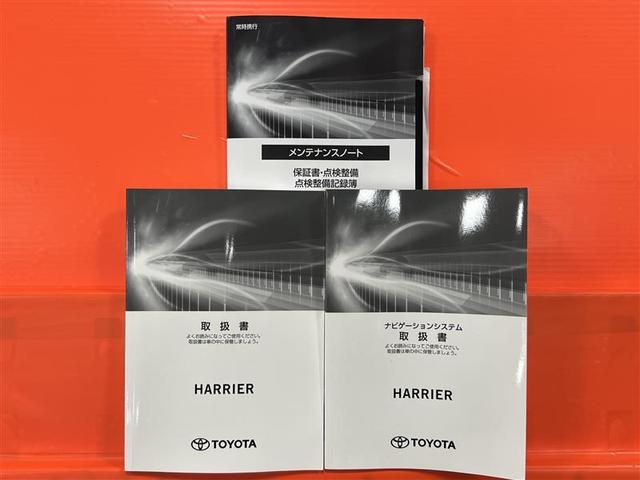 常時携行
メンテナンスノート
保証書・点検整備
点検整備記録簿
取扱書
よくお読みになってご使用ください。
取扱書は車の中に保管しましょう。
HARRIER
TOYOTA
ナビゲーションシステム
取扱書
よくお読みになってご使用ください。
取扱書は車の中に保管しましょう。
HARRIER
TOYOTA